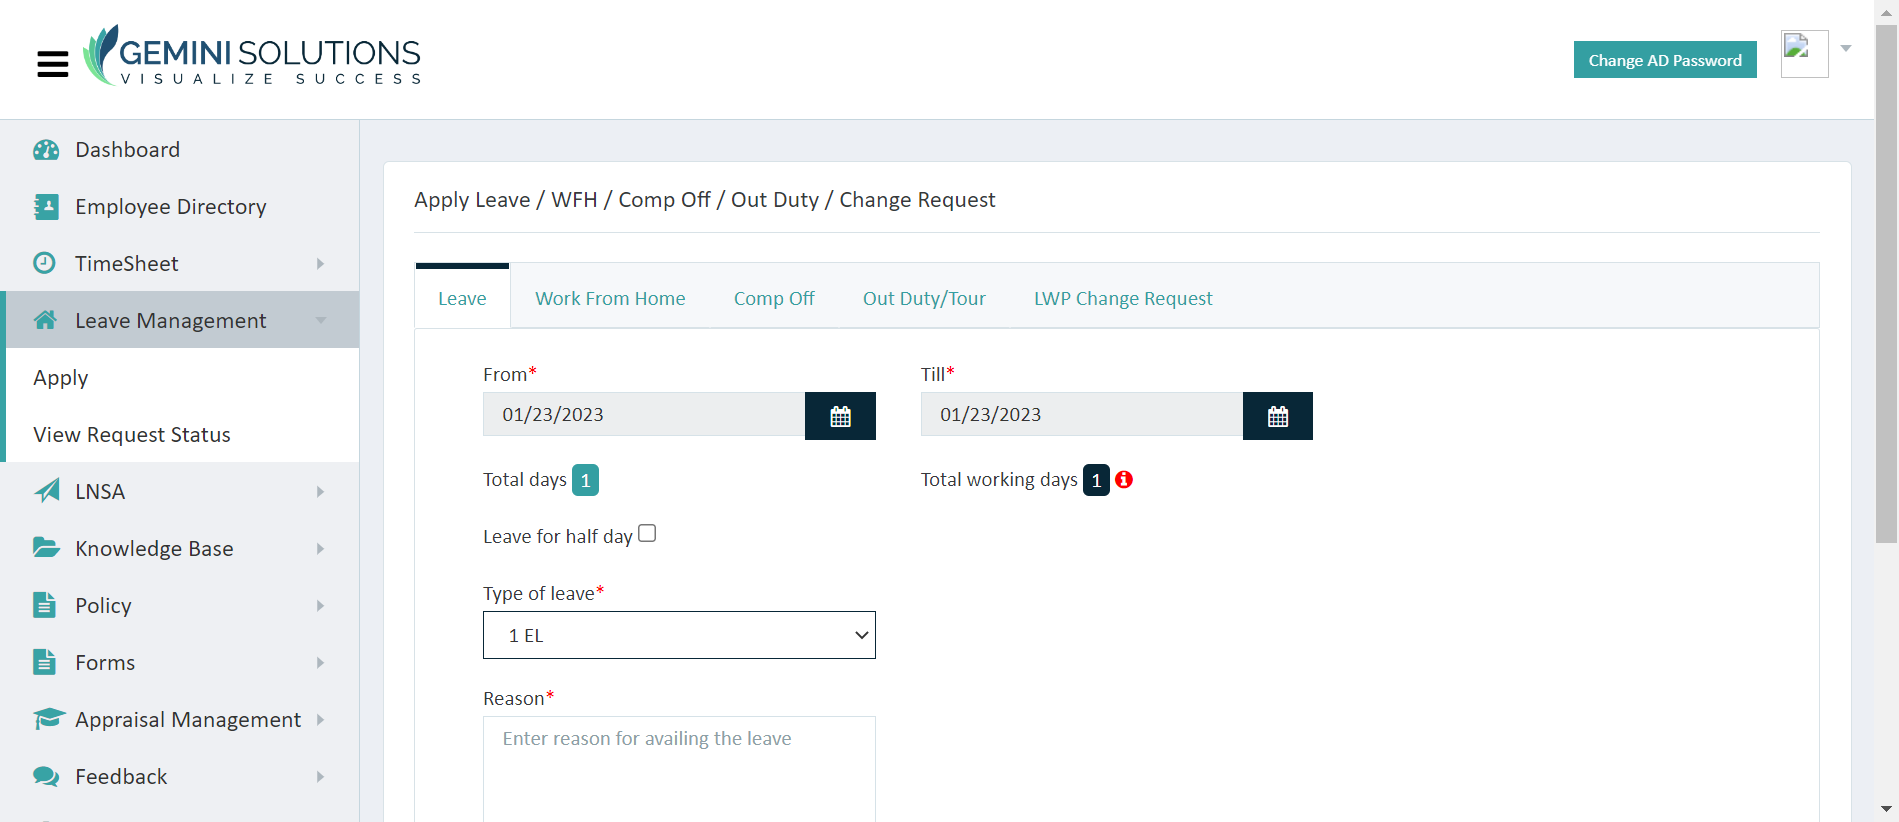 GEMINI SOLUTIONS
VISUALIZE SUCCESS
Change AD Password
Dashboard
Employee Directory
TimeSheet
Leave Management
Apply
View Request Status
LNSA
Knowledge Base
Policy
Forms
Appraisal Management
Feedback
Apply Leave / WFH / Comp Off / Out Duty / Change Request
Leave Work From Home Comp Off Out Duty/Tour LWP Change Request
From* Till*
01/23/2023 01/23/2023
Total days 1 Total working days 1
Leave for half day
Type of leave*
1 EL
Reason*
Enter reason for availing the leave